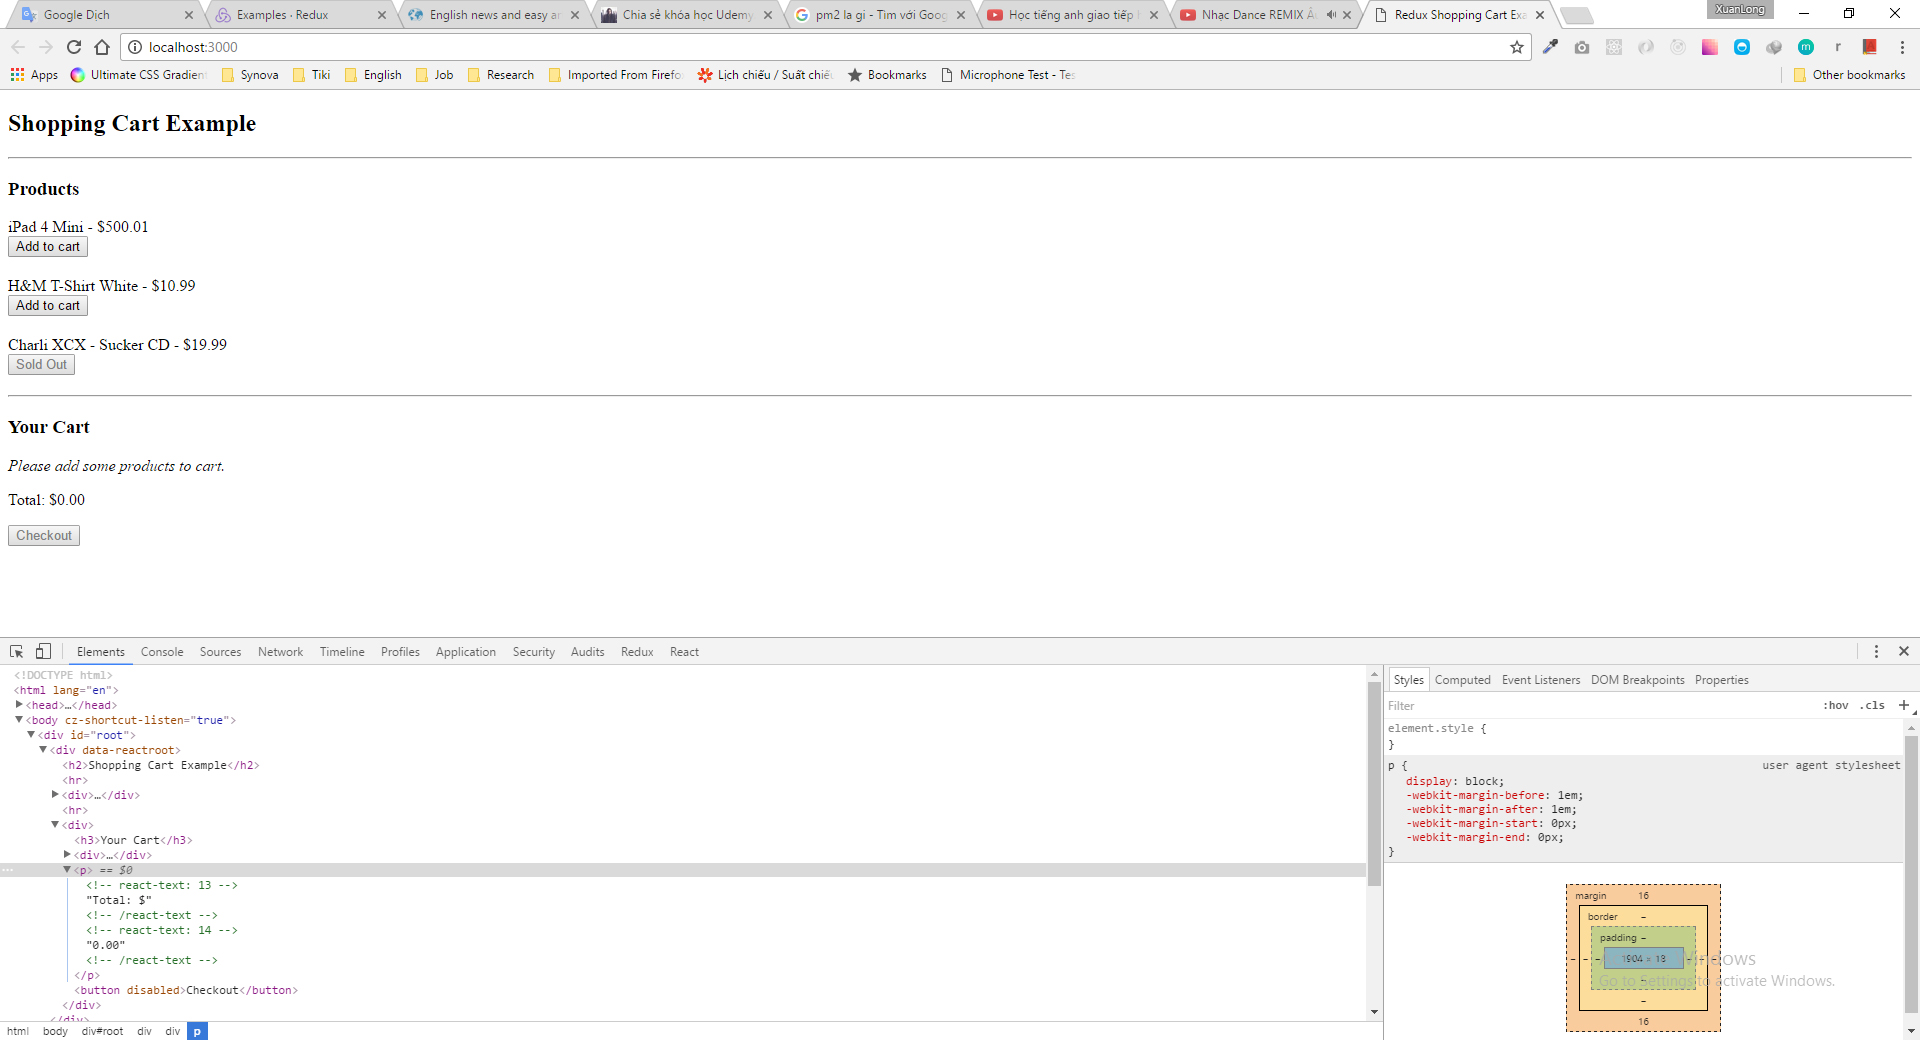 Google Dịch
Examples · Redux
English news and easy ar
Chia sẻ khóa học Udemy
pm2 la gi - Tìm với Goog
Học tiếng anh giao tiếp
Nhạc Dance REMIX
Redux Shopping Cart Exa
XuanLong
localhost:3000
Apps
Ultimate CSS Gradien
Synova
Tiki
English
Job
Research
Imported From Firefo
Lịch chiếu / Suất chiế
Bookmarks
Microphone Test - Tes
Other bookmarks
Shopping Cart Example
Products
iPad 4 Mini - $500.01
Add to cart
H&M T-Shirt White - $10.99
Add to cart
Charli XCX - Sucker CD - $19.99
Sold Out
Your Cart
Please add some products to cart.
Total: $0.00
Checkout
Elements Console Sources Network Timeline Profiles Application Security Audits Redux React
<!DOCTYPE html>
<html lang="en">
<head>…</head>
<body cz-shortcut-listen="true">
<div id="root">
<div data-reactroot>
<h2>Shopping Cart Example</h2>
<hr>
<div>…</div>
<hr>
<div>
<h3>Your Cart</h3>
<div>…</div>
<p> == $0
<!-- react-text: 13 -->
"Total: $"
<!-- /react-text -->
<!-- react-text: 14 -->
"0.00"
<!-- /react-text -->
</p>
<button disabled>Checkout</button>
</div>
</div>
html body div#root div div p
Styles Computed Event Listeners DOM Breakpoints Properties
Filter :hov .cls +
element.style {
}
p { user agent stylesheet
display: block;
-webkit-margin-before: 1em;
-webkit-margin-after: 1em;
-webkit-margin-start: 0px;
-webkit-margin-end: 0px;
}
margin 16
border –
padding –
– – – 1904 × 18 – –
–
–
16
Windows
Go to Settings to activate Windows.